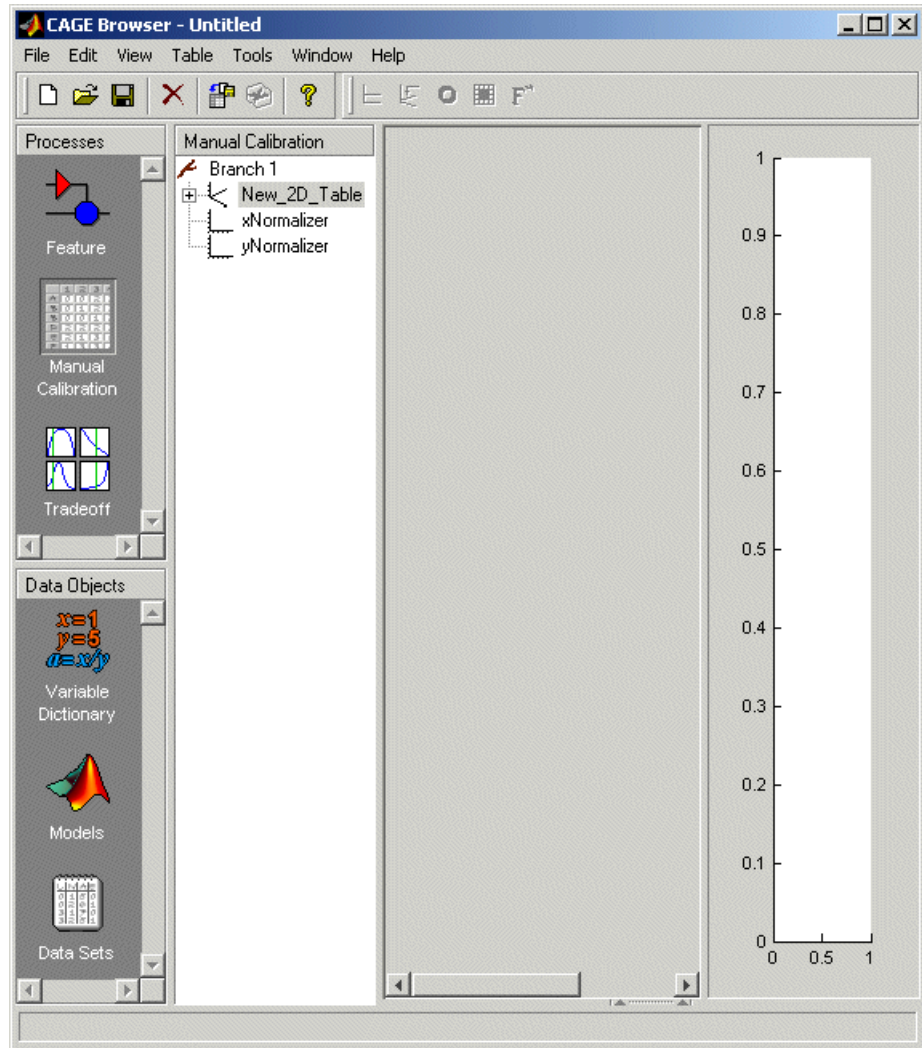 CAGE Browser - Untitled
File Edit View Table Tools Window Help
Processes
Feature
Manual
Calibration
Tradeoff
Data Objects
x=1
y=5
a=x/y
Variable
Dictionary
Models
Data Sets
Manual Calibration
Branch 1
New_2D_Table
xNormalizer
yNormalizer
1
0.9
0.8
0.7
0.6
0.5
0.4
0.3
0.2
0.1
0
0 0.5 1